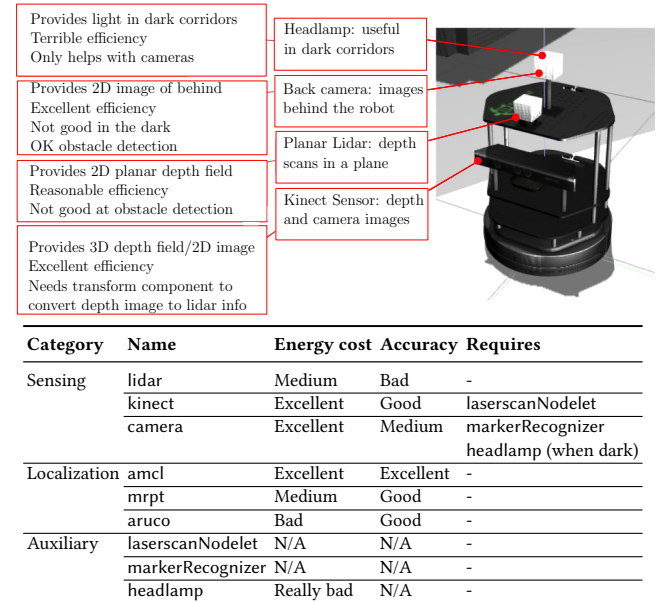 Provides light in dark corridors
Terrible efficiency
Only helps with cameras
Headlamp: useful
in dark corridors
Provides 2D image of behind
Excellent efficiency
Not good in the dark
OK obstacle detection
Back camera: images
behind the robot
Provides 2D planar depth field
Reasonable efficiency
Not good at obstacle detection
Planar Lidar: depth
scans in a plane
Provides 3D depth field/2D image
Excellent efficiency
Needs transform component to
convert depth image to lidar info
Kinect Sensor: depth
and camera images
Category Name Energy cost Accuracy Requires
Sensing lidar Medium Bad -
kinect Excellent Good laserscanNodelet
camera Excellent Medium markerRecognizer
headlamp (when dark)
Localization amcl Excellent Excellent -
mrpt Medium Good -
aruco Bad Good -
Auxiliary laserscanNodelet N/A N/A -
markerRecognizer N/A N/A -
headlamp Really bad N/A -